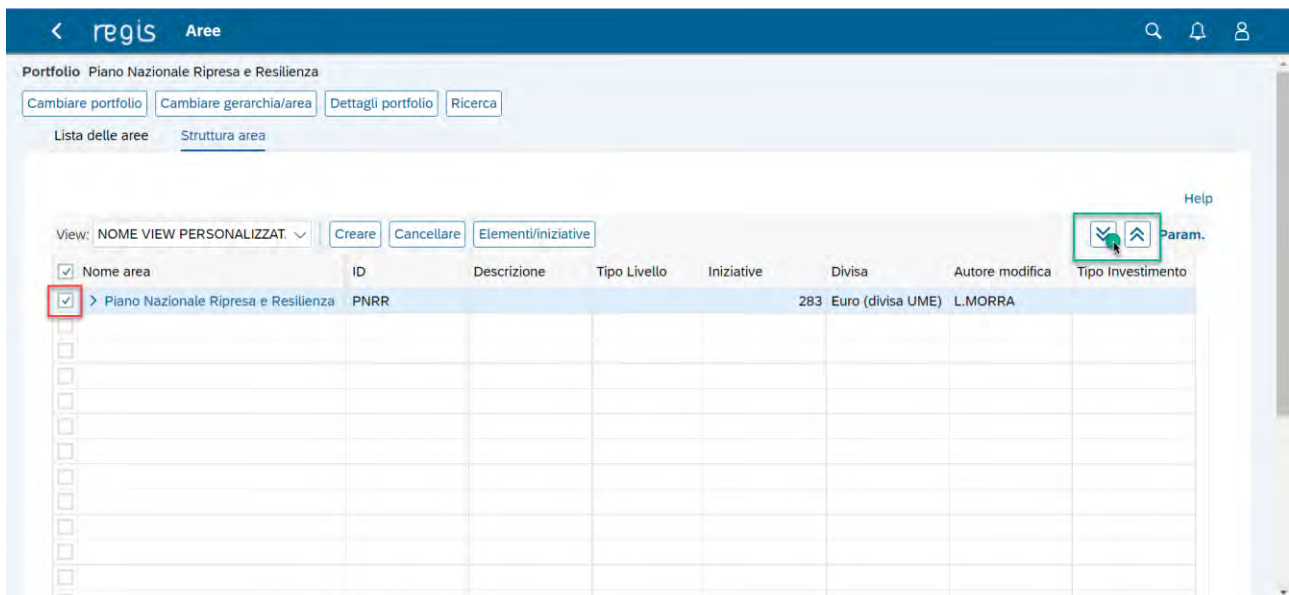 regis Aree
Portfolio Piano Nazionale Ripresa e Resilienza
Cambiare portfolio Cambiare gerarchia/area Dettagli portfolio Ricerca
Lista delle aree Struttura area
Help
View: NOME VIEW PERSONALIZZAT. Creare Cancellare Elementi/iniziative Param.
Nome area ID Descrizione Tipo Livello Iniziative Divisa Autore modifica Tipo Investimento
Piano Nazionale Ripresa e Resilienza PNRR 283 Euro (divisa UME) L.MORRA